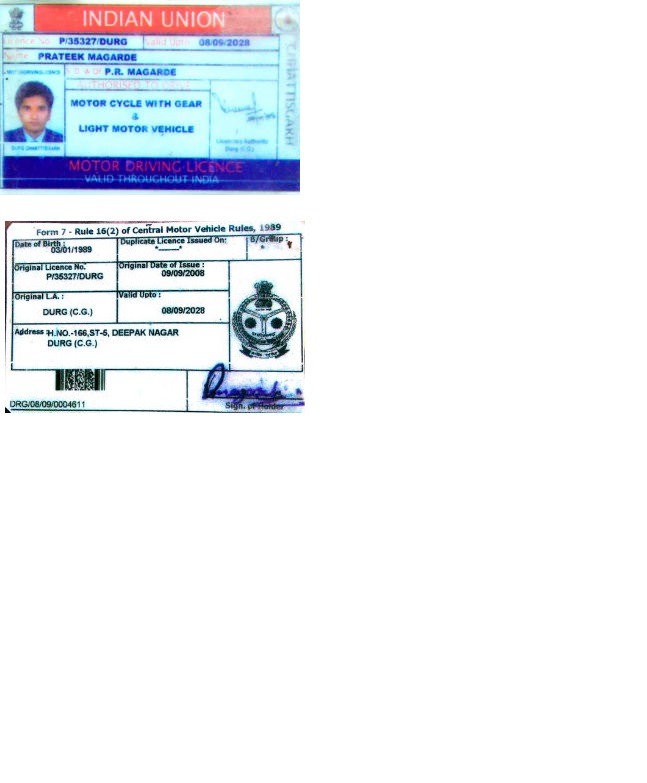 INDIAN UNION
Licence No. P/35327/DURG Valid Upto 08/09/2028
Name PRATEEK MAGARDE
S/D/W Of P.R. MAGARDE
AUTHORISED TO DRIVE
MOTOR CYCLE WITH GEAR
&
LIGHT MOTOR VEHICLE
Licencing Authority
Durg (C.G.)
DURG CHHATTISGARH
CHHATTISGARH
MOTOR DRIVING LICENCE
VALID THROUGHOUT INDIA
Form 7 - Rule 16(2) of Central Motor Vehicle Rules, 1989
Date of Birth : Duplicate Licence Issued On: B/Group :
03/01/1989 *-----*
Original Licence No. Original Date of Issue :
P/35327/DURG 09/09/2008
Original L.A. : Valid Upto :
DURG (C.G.) 08/09/2028
Address H.NO.-166,ST-5, DEEPAK NAGAR
DURG (C.G.)
DRG/08/09/0004611
Sign. of Holder